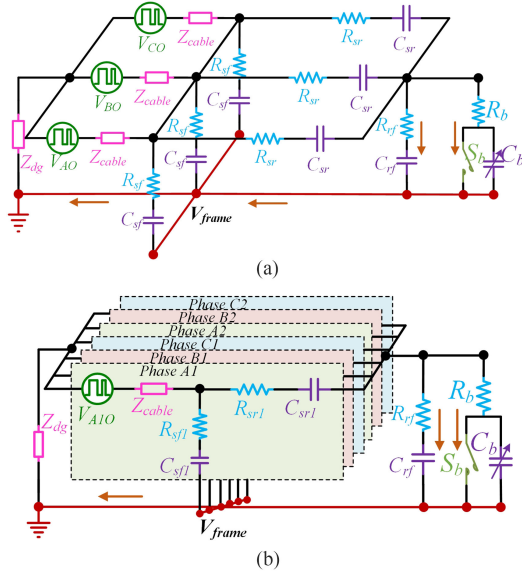 V_CO Z_cable R_sf C_sf R_sr C_sr
V_BO Z_cable R_sf C_sf R_sr C_sr
V_AO Z_cable R_sf C_sf R_sr C_sr
Z_dg R_rf C_rf R_b S_b C_b
V_frame
(a)
Phase C2
Phase B2
Phase A2
Phase C1
Phase B1
Phase A1
V_A1O Z_cable R_sr1 C_sr1
R_sf1
C_sf1
Z_dg R_rf C_rf R_b S_b C_b
V_frame
(b)